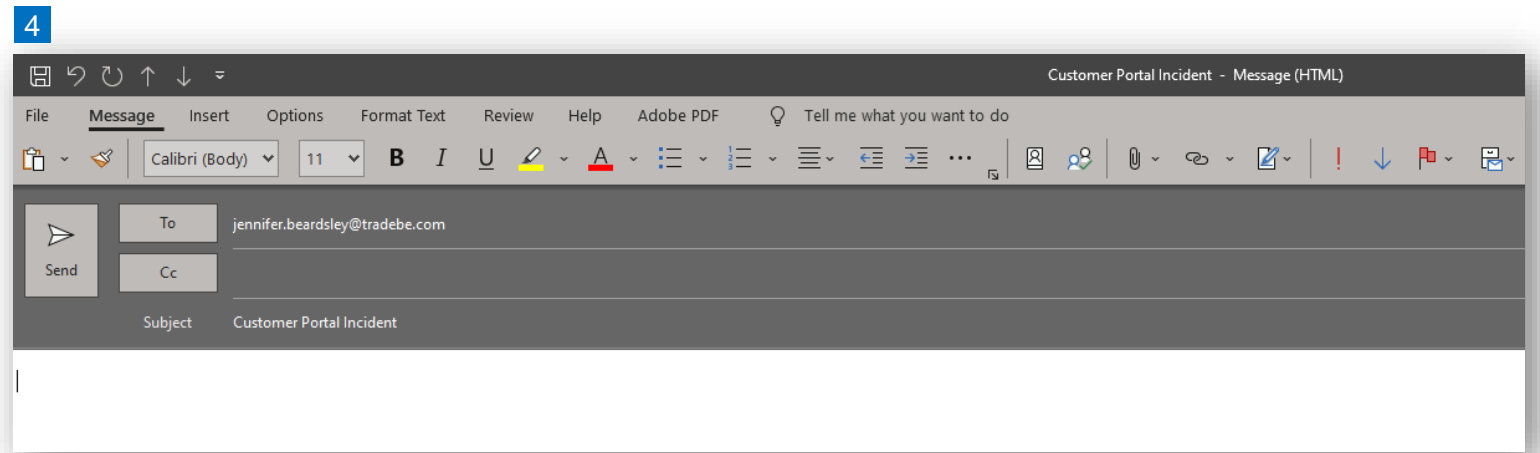 4
Customer Portal Incident - Message (HTML)
File Message Insert Options Format Text Review Help Adobe PDF Tell me what you want to do
Calibri (Body) 11 B I U A
To jennifer.beardsley@tradebe.com
Send Cc
Subject Customer Portal Incident